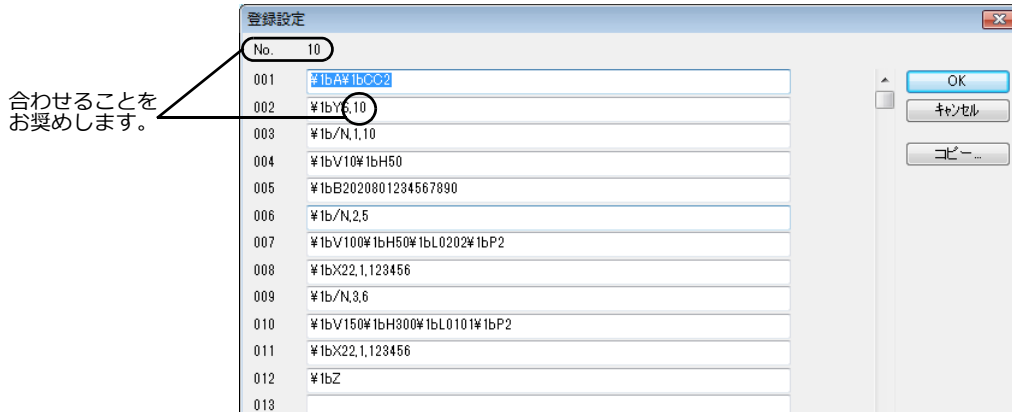 登録設定
No. 10
合わせることを
お奨めします。
001 ¥1bA¥1bCC2
002 ¥1bYS,10
003 ¥1b/N,1,10
004 ¥1bV10¥1bH50
005 ¥1bB2020801234567890
006 ¥1b/N,2,5
007 ¥1bV100¥1bH50¥1bL0202¥1bP2
008 ¥1bX22,1,123456
009 ¥1b/N,3,6
010 ¥1bV150¥1bH300¥1bL0101¥1bP2
011 ¥1bX22,1,123456
012 ¥1bZ
013
OK
キャンセル
コピー...